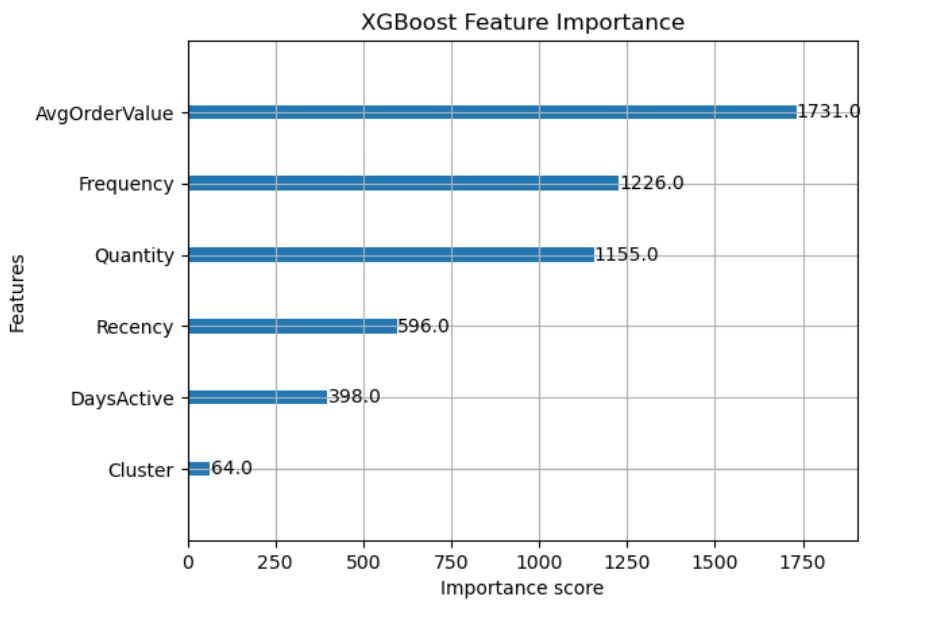 XGBoost Feature Importance
AvgOrderValue 1731.0
Frequency 1226.0
Quantity 1155.0
Recency 596.0
DaysActive 398.0
Cluster 64.0
Features
0 250 500 750 1000 1250 1500 1750
Importance score